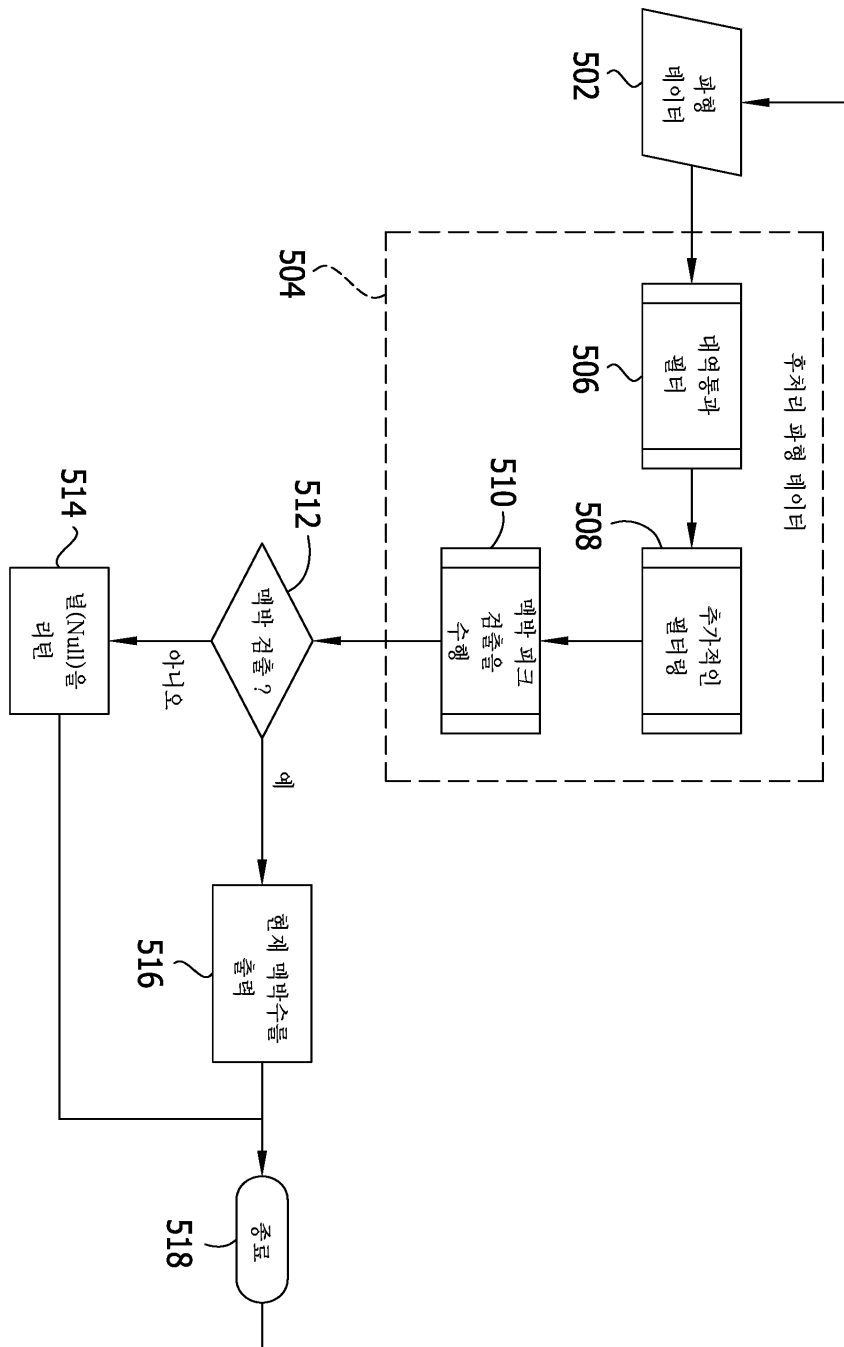 파형
데이터
502
504
후처리 파형 데이터
대역통과
필터
506
추가적인
필터링
508
맥박 피크
검출을
수행
510
맥박 검출 ?
512
아니요
예
널(Null)을
리턴
514
현재 맥박수를
출력
516
종료
518